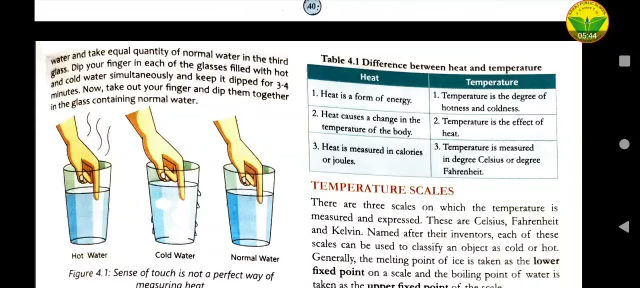 40
05:44
water and take equal quantity of normal water in the third
glass. Dip your finger in each of the glasses filled with hot
and cold water simultaneously and keep it dipped for 3-4
minutes. Now, take out your finger and dip them together
in the glass containing normal water.
Hot Water
Cold Water
Normal Water
Figure 4.1: Sense of touch is not a perfect way of
measuring heat
Table 4.1 Difference between heat and temperature
Heat
Temperature
1. Heat is a form of energy.
1. Temperature is the degree of
hotness and coldness.
2. Heat causes a change in the
temperature of the body.
2. Temperature is the effect of
heat.
3. Heat is measured in calories
or joules.
3. Temperature is measured
in degree Celsius or degree
Fahrenheit.
TEMPERATURE SCALES
There are three scales on which the temperature is
measured and expressed. These are Celsius, Fahrenheit
and Kelvin. Named after their inventors, each of these
scales can be used to classify an object as cold or hot.
Generally, the melting point of ice is taken as the lower
fixed point on a scale and the boiling point of water is
taken as the upper fixed point of the scale.